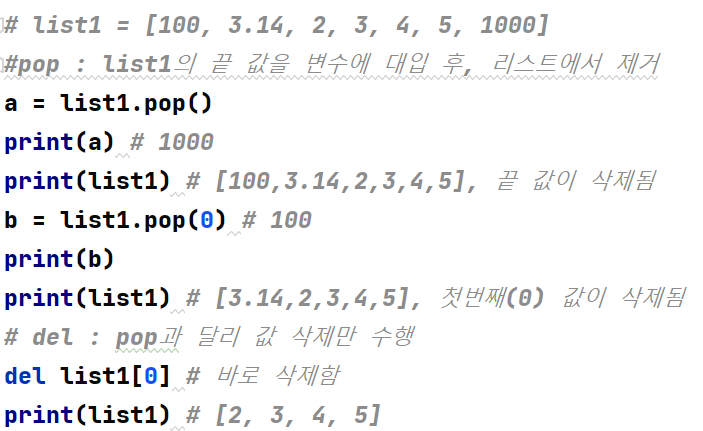 # list1 = [100, 3.14, 2, 3, 4, 5, 1000]
#pop : list1의 끝 값을 변수에 대입 후, 리스트에서 제거
a = list1.pop()
print(a) # 1000
print(list1) # [100,3.14,2,3,4,5], 끝 값이 삭제됨
b = list1.pop(0) # 100
print(b)
print(list1) # [3.14,2,3,4,5], 첫번째(0) 값이 삭제됨
# del : pop과 달리 값 삭제만 수행
del list1[0] # 바로 삭제함
print(list1) # [2, 3, 4, 5]